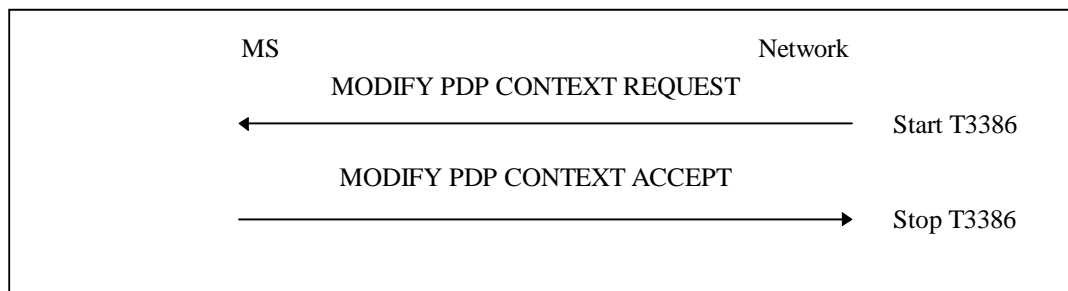 MS Network
MODIFY PDP CONTEXT REQUEST
Start T3386
MODIFY PDP CONTEXT ACCEPT
Stop T3386